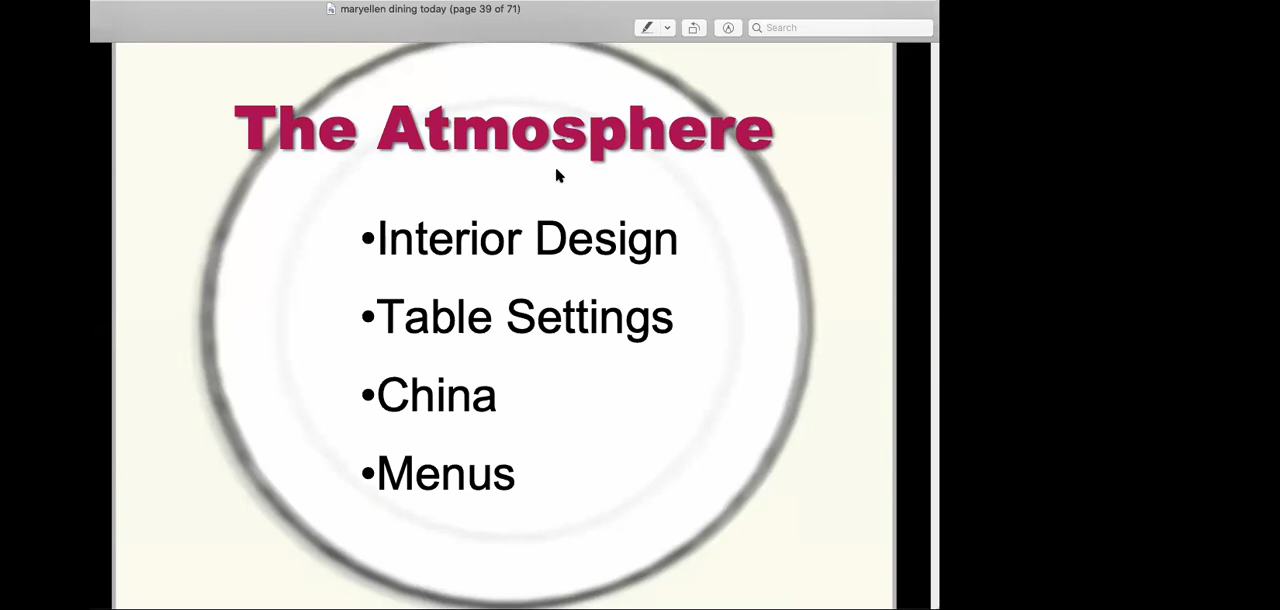 maryellen dining today (page 39 of 71)
Search
The Atmosphere
•Interior Design
•Table Settings
•China
•Menus